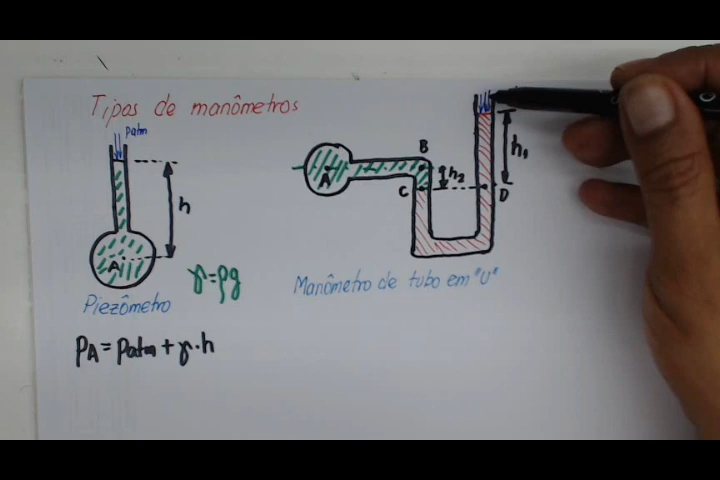 Tipos de manômetros
patm
h
A
γ=ρg
Piezômetro
PA=Patm+γ.h
A
B
C
h2
D
h1
Manômetro de tubo em "U"